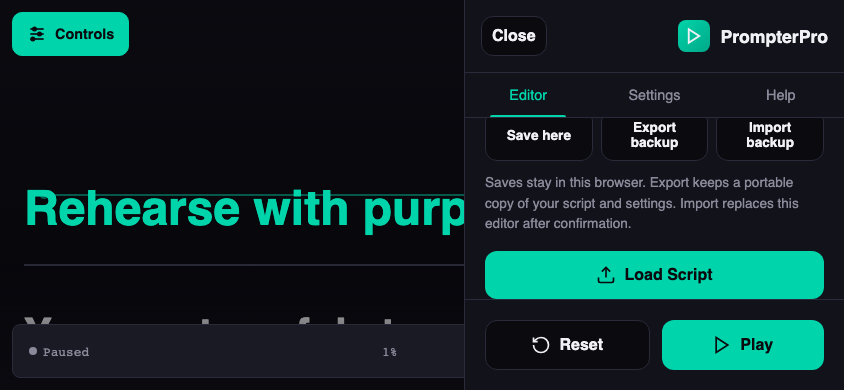 Controls
Close
PrompterPro
Editor
Settings
Help
Save here
Export
backup
Import
backup
Saves stay in this browser. Export keeps a portable
copy of your script and settings. Import replaces this
editor after confirmation.
Load Script
Rehearse with purp
Paused
1%
Reset
Play